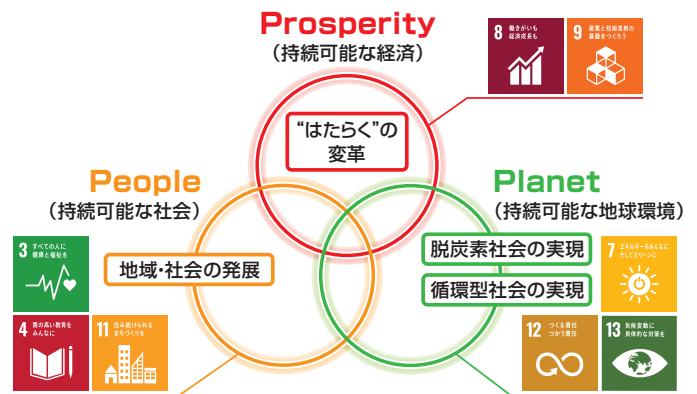 Prosperity
(持続可能な経済)
8 働きがいも
経済成長も
9 産業と技術革新の
基盤をつくろう
“はたらく”の
変革
People
(持続可能な社会)
Planet
(持続可能な地球環境)
3 すべての人に
健康と福祉を
地域・社会の発展
脱炭素社会の実現
循環型社会の実現
7 エネルギーをみんなに
そしてクリーンに
4 質の高い教育を
みんなに
11 住み続けられる
まちづくりを
12 つくる責任
つかう責任
13 気候変動に
具体的な対策を